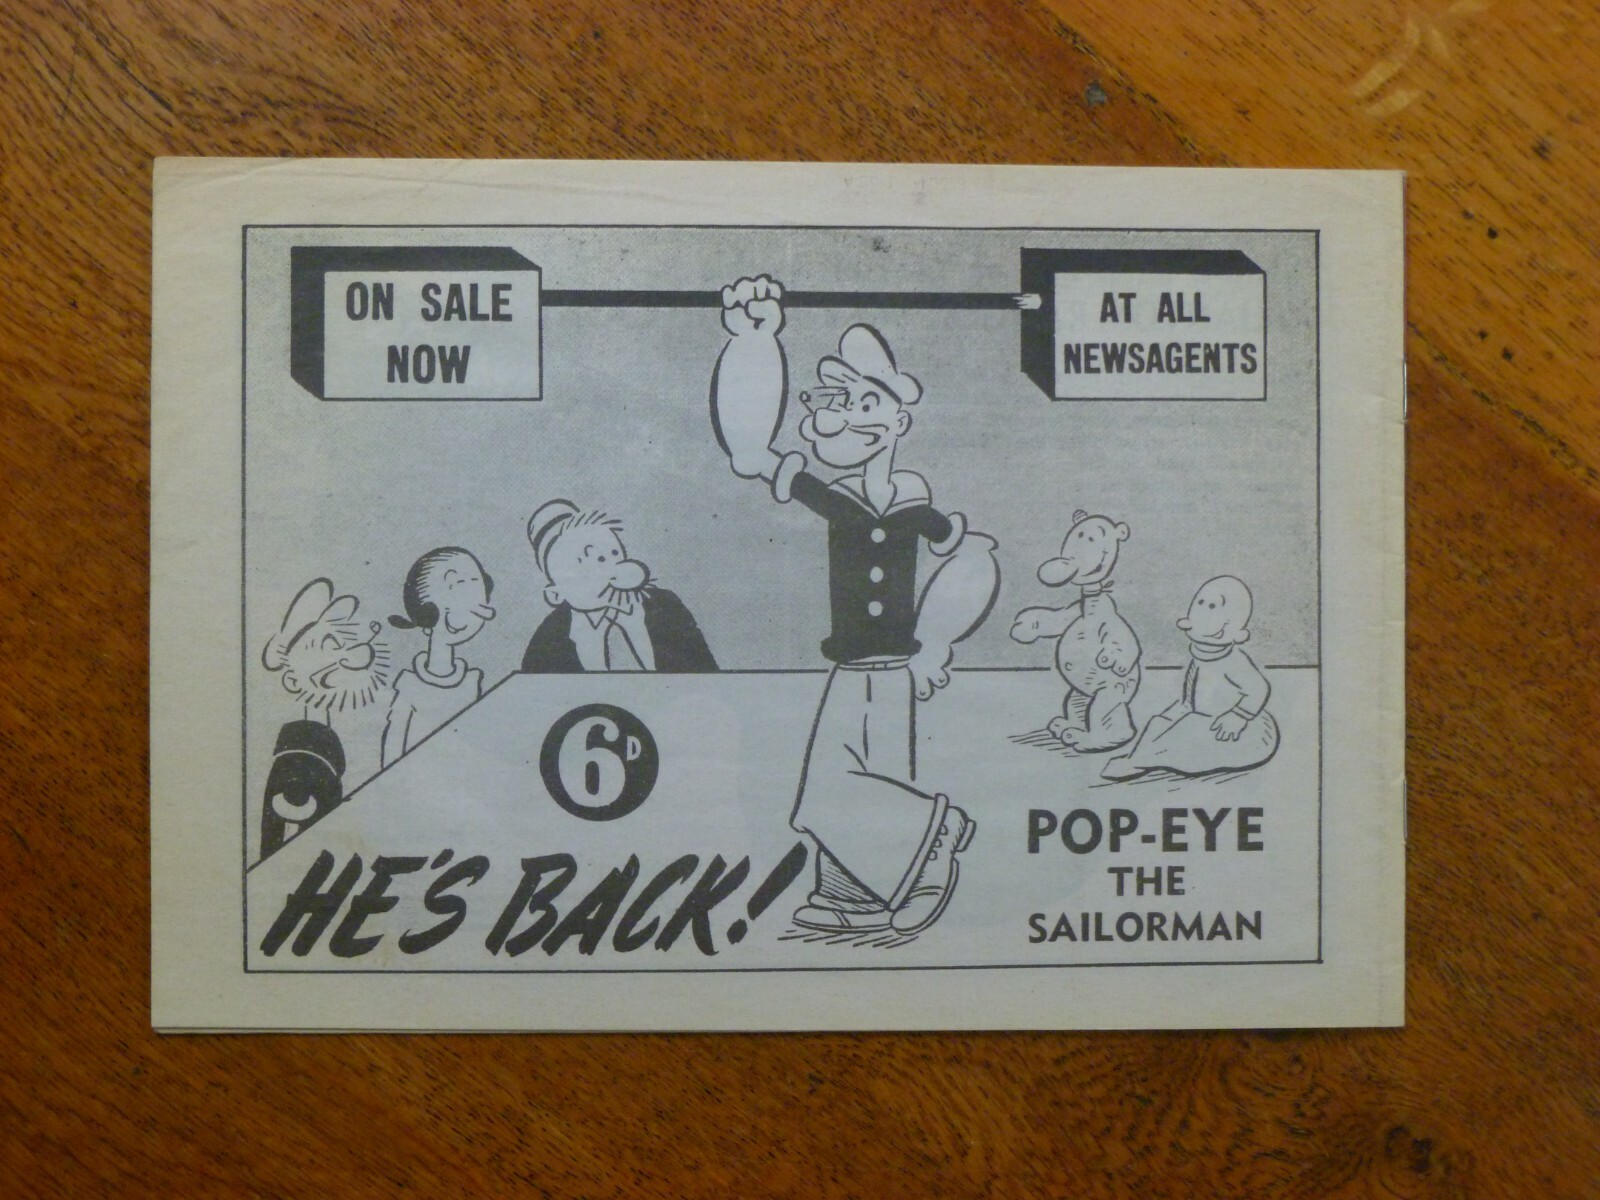 ON SALE
NOW
AT ALL
NEWSAGENTS
6D
HE'S BACK!
POP-EYE
THE
SAILORMAN